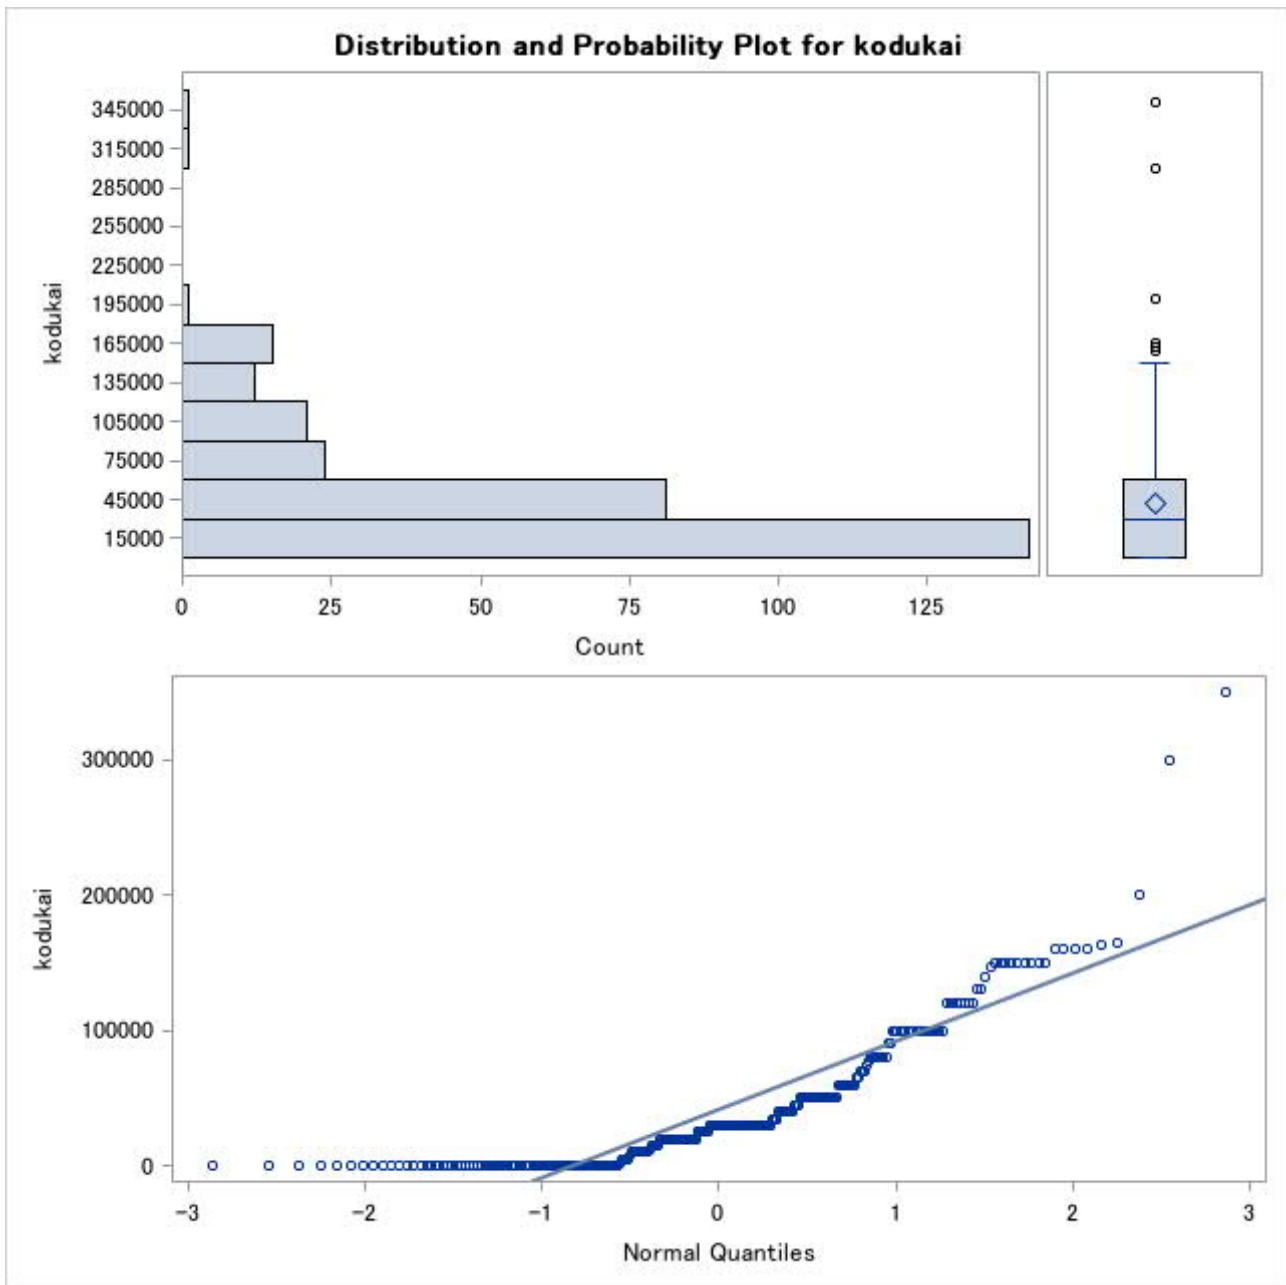 Distribution and Probability Plot for kodukai
345000
315000
285000
255000
225000
195000
165000
135000
105000
75000
45000
15000
kodukai
0 25 50 75 100 125
Count
300000
200000
100000
0
kodukai
-3 -2 -1 0 1 2 3
Normal Quantiles